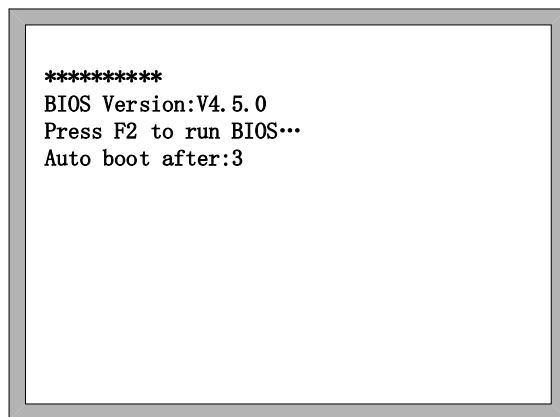 **********
BIOS Version:V4.5.0
Press F2 to run BIOS…
Auto boot after:3